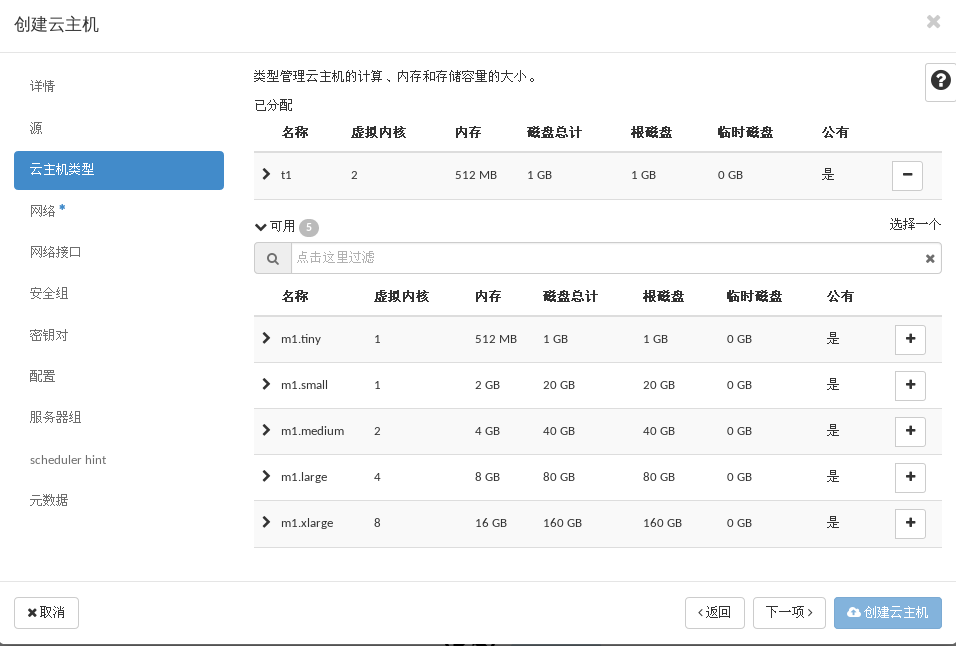 创建云主机
详情
源
云主机类型
网络 *
网络接口
安全组
密钥对
配置
服务器组
scheduler hint
元数据
类型管理云主机的计算、内存和存储容量的大小。
已分配
名称 虚拟内核 内存 磁盘总计 根磁盘 临时磁盘 公有
t1 2 512 MB 1 GB 1 GB 0 GB 是
可用 5 选择一个
点击这里过滤
名称 虚拟内核 内存 磁盘总计 根磁盘 临时磁盘 公有
m1.tiny 1 512 MB 1 GB 1 GB 0 GB 是
m1.small 1 2 GB 20 GB 20 GB 0 GB 是
m1.medium 2 4 GB 40 GB 40 GB 0 GB 是
m1.large 4 8 GB 80 GB 80 GB 0 GB 是
m1.xlarge 8 16 GB 160 GB 160 GB 0 GB 是
取消 ‹返回 下一项› 创建云主机